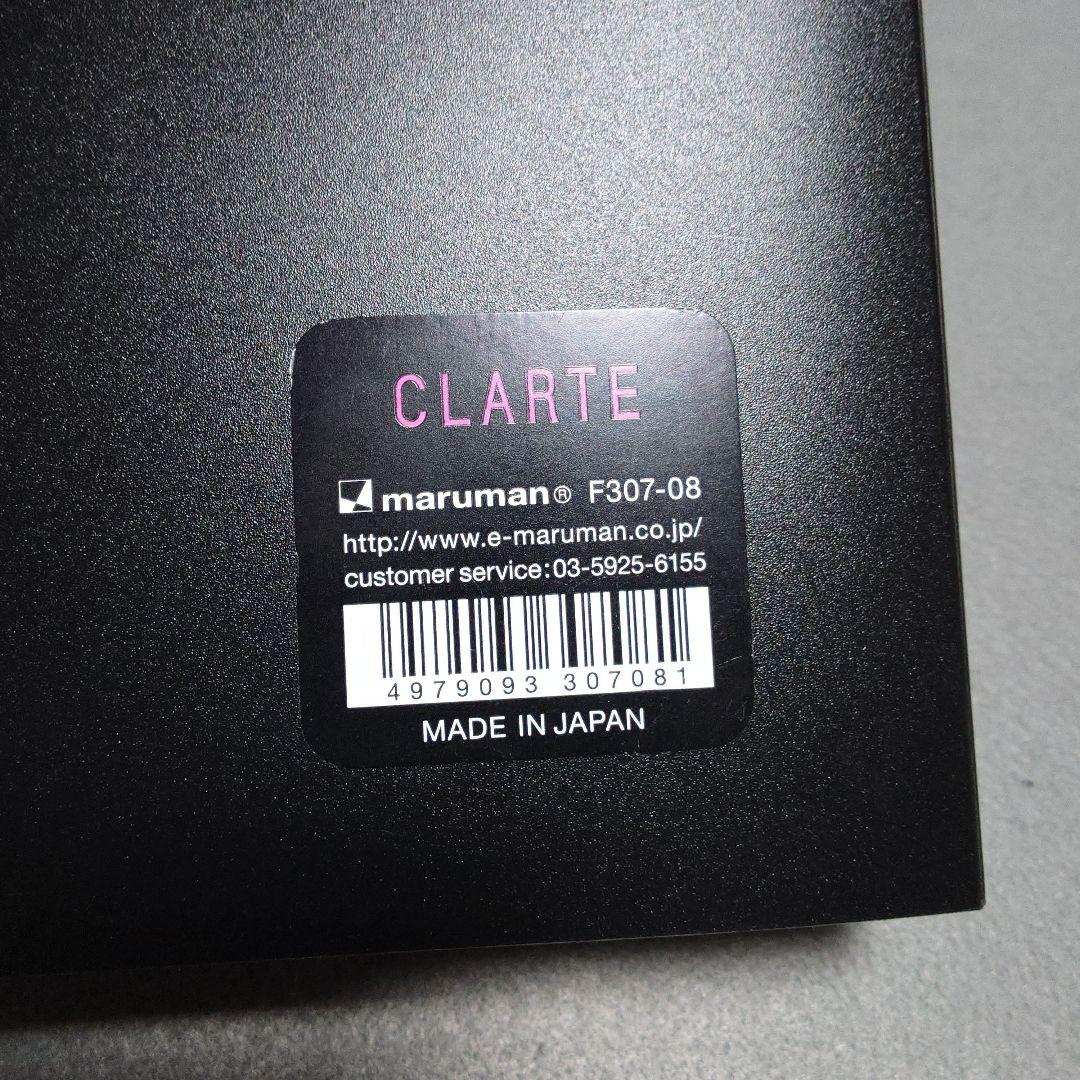 CLARTE
maruman® F307-08
http://www.e-maruman.co.jp/
customer service:03-5925-6155
4979093 307081
MADE IN JAPAN